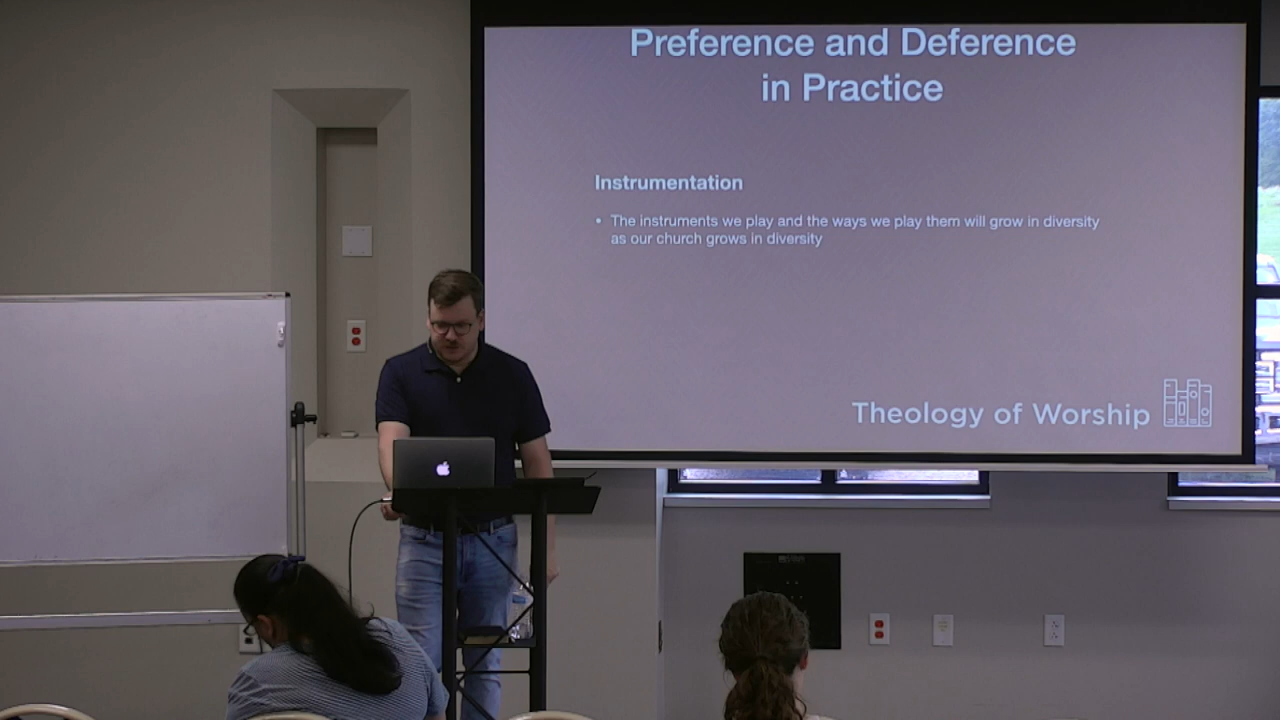 Preference and Deference
in Practice
Instrumentation
• The instruments we play and the ways we play them will grow in diversity
as our church grows in diversity
Theology of Worship